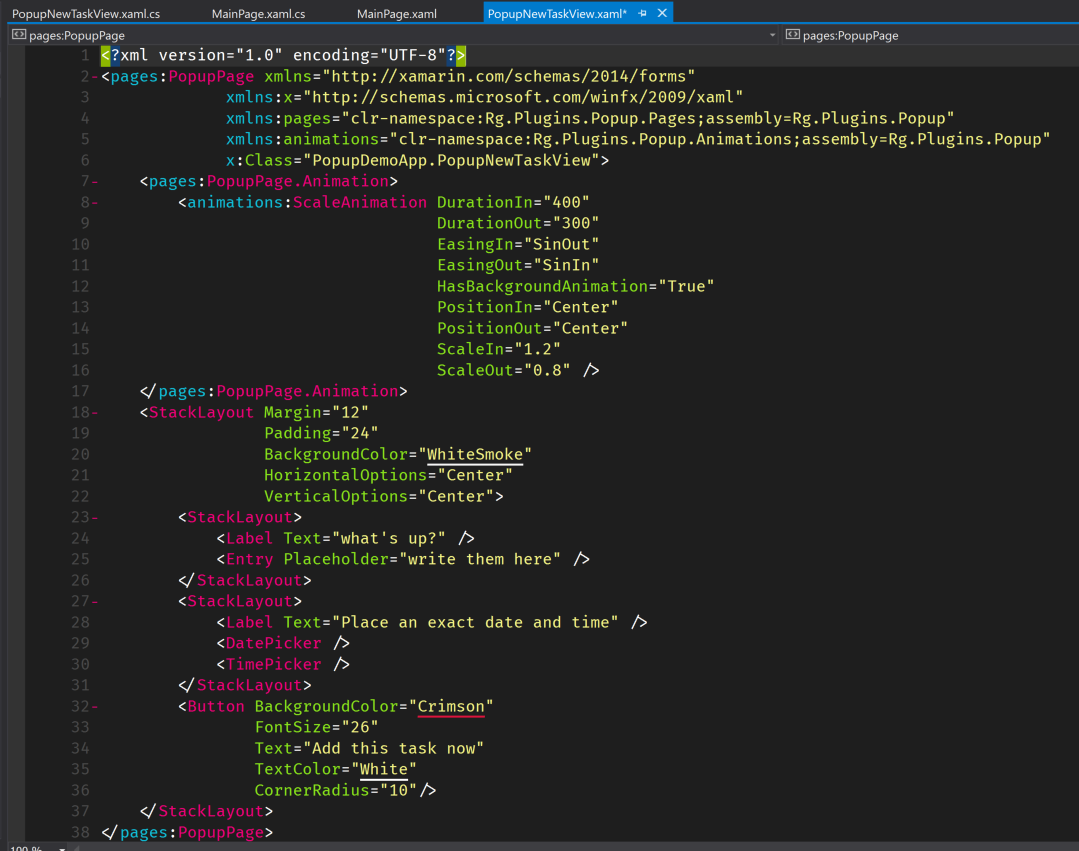 PopupNewTaskView.xaml.cs MainPage.xaml.cs MainPage.xaml PopupNewTaskView.xaml*
pages:PopupPage pages:PopupPage
1 <?xml version="1.0" encoding="UTF-8"?>
2 <pages:PopupPage xmlns="http://xamarin.com/schemas/2014/forms"
3 xmlns:x="http://schemas.microsoft.com/winfx/2009/xaml"
4 xmlns:pages="clr-namespace:Rg.Plugins.Popup.Pages;assembly=Rg.Plugins.Popup"
5 xmlns:animations="clr-namespace:Rg.Plugins.Popup.Animations;assembly=Rg.Plugins.Popup"
6 x:Class="PopupDemoApp.PopupNewTaskView">
7 <pages:PopupPage.Animation>
8 <animations:ScaleAnimation DurationIn="400"
9 DurationOut="300"
10 EasingIn="SinOut"
11 EasingOut="SinIn"
12 HasBackgroundAnimation="True"
13 PositionIn="Center"
14 PositionOut="Center"
15 ScaleIn="1.2"
16 ScaleOut="0.8" />
17 </pages:PopupPage.Animation>
18 <StackLayout Margin="12"
19 Padding="24"
20 BackgroundColor="WhiteSmoke"
21 HorizontalOptions="Center"
22 VerticalOptions="Center">
23 <StackLayout>
24 <Label Text="what's up?" />
25 <Entry Placeholder="write them here" />
26 </StackLayout>
27 <StackLayout>
28 <Label Text="Place an exact date and time" />
29 <DatePicker />
30 <TimePicker />
31 </StackLayout>
32 <Button BackgroundColor="Crimson"
33 FontSize="26"
34 Text="Add this task now"
35 TextColor="White"
36 CornerRadius="10"/>
37 </StackLayout>
38 </pages:PopupPage>
100 %